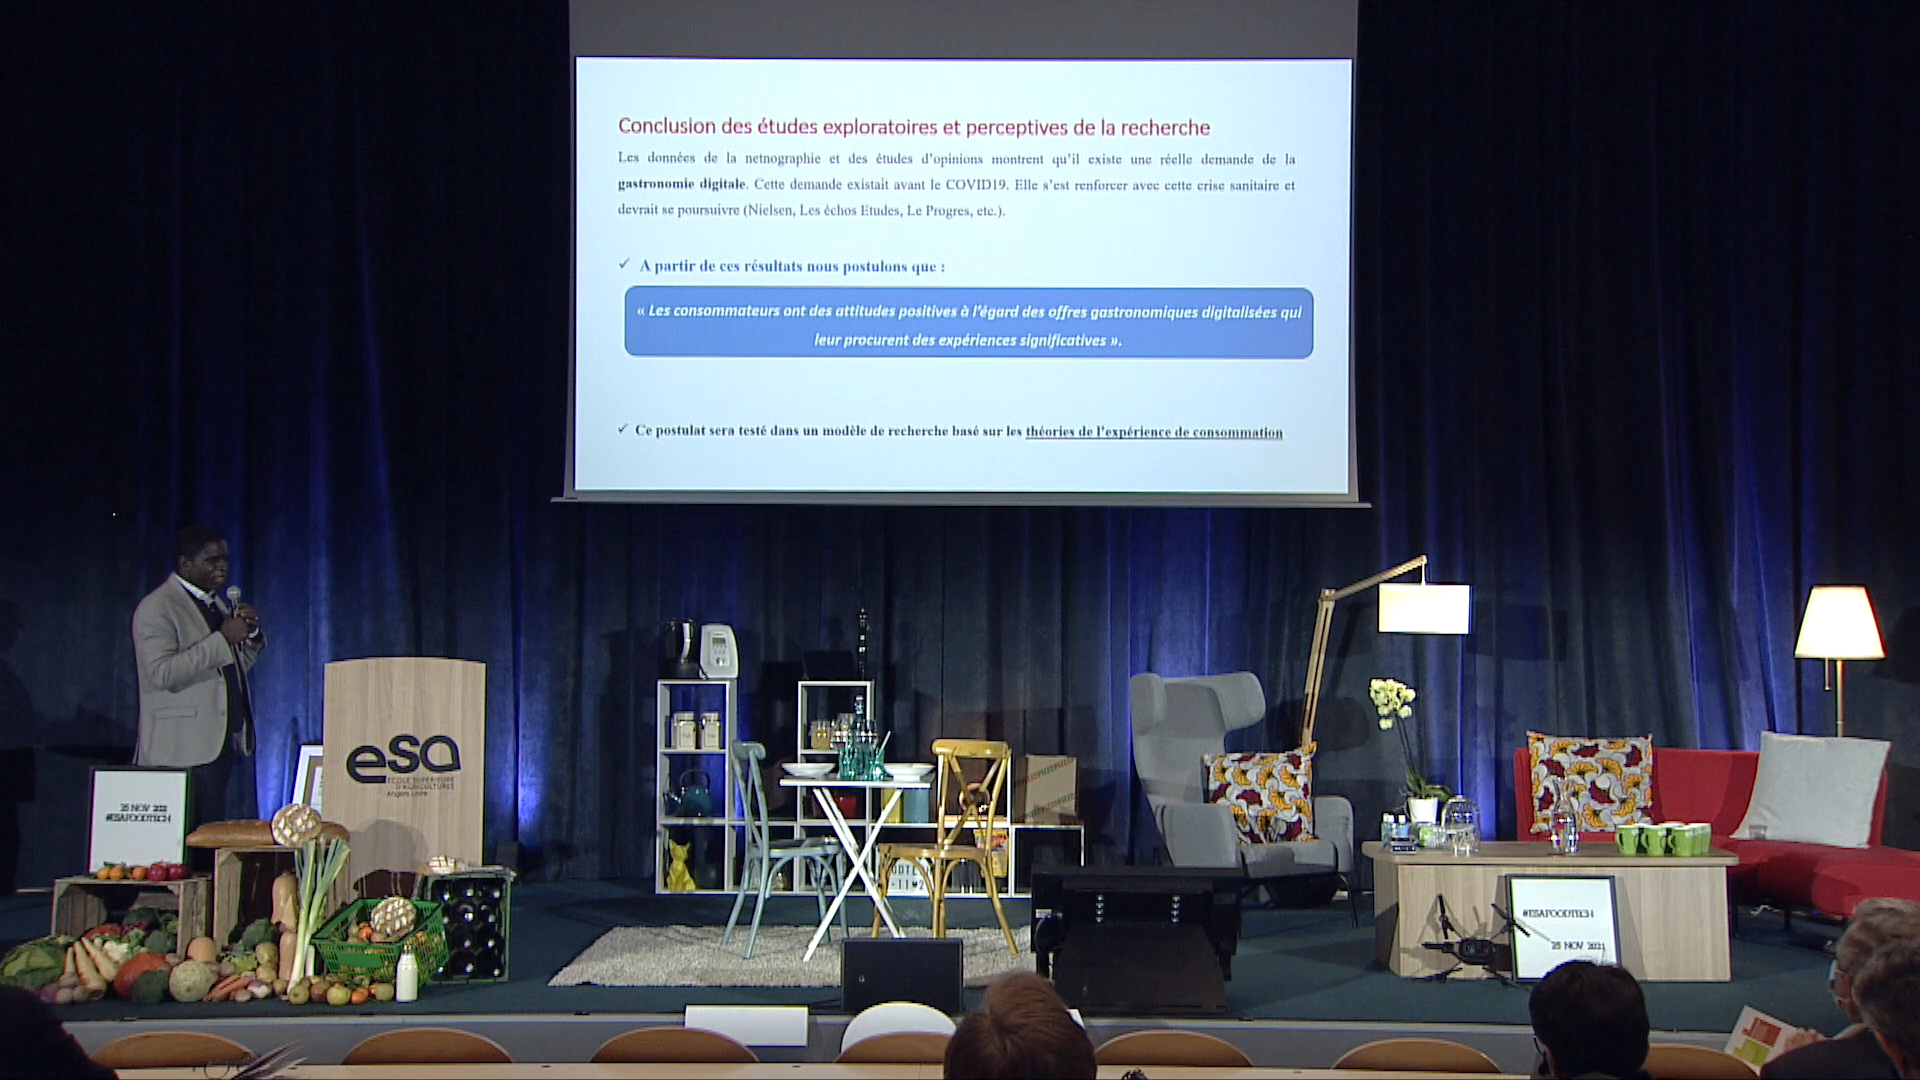 Conclusion des études exploratoires et perceptives de la recherche
Les données de la netnographie et des études d'opinions montrent qu'il existe une réelle demande de la
gastronomie digitale. Cette demande existait avant le COVID19. Elle s'est renforcer avec cette crise sanitaire et
devrait se poursuivre (Nielsen, Les échos Etudes, Le Progres, etc.).
✓ A partir de ces résultats nous postulons que :
« Les consommateurs ont des attitudes positives à l'égard des offres gastronomiques digitalisées qui
leur procurent des expériences significatives ».
✓ Ce postulat sera testé dans un modèle de recherche basé sur les théories de l'expérience de consommation
esa
ÉCOLE SUPÉRIEURE
D'AGRICULTURES
Angers Loire
25 NOV 2021
#ESAFOODTECH
#ESAFOODTECH
25 NOV 2021